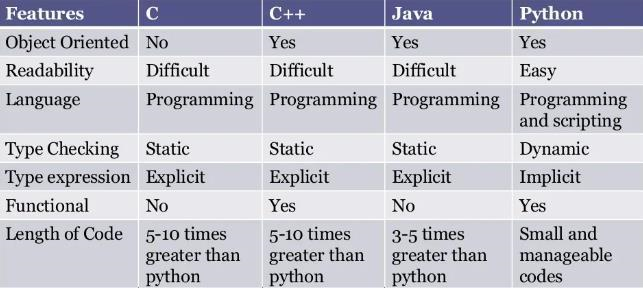 Features C C++ Java Python
Object Oriented No Yes Yes Yes
Readability Difficult Difficult Difficult Easy
Language Programming Programming Programming Programming
and scripting
Type Checking Static Static Static Dynamic
Type expression Explicit Explicit Explicit Implicit
Functional No Yes No Yes
Length of Code 5-10 times 5-10 times 3-5 times Small and
greater than greater than greater than manageable
python python python codes